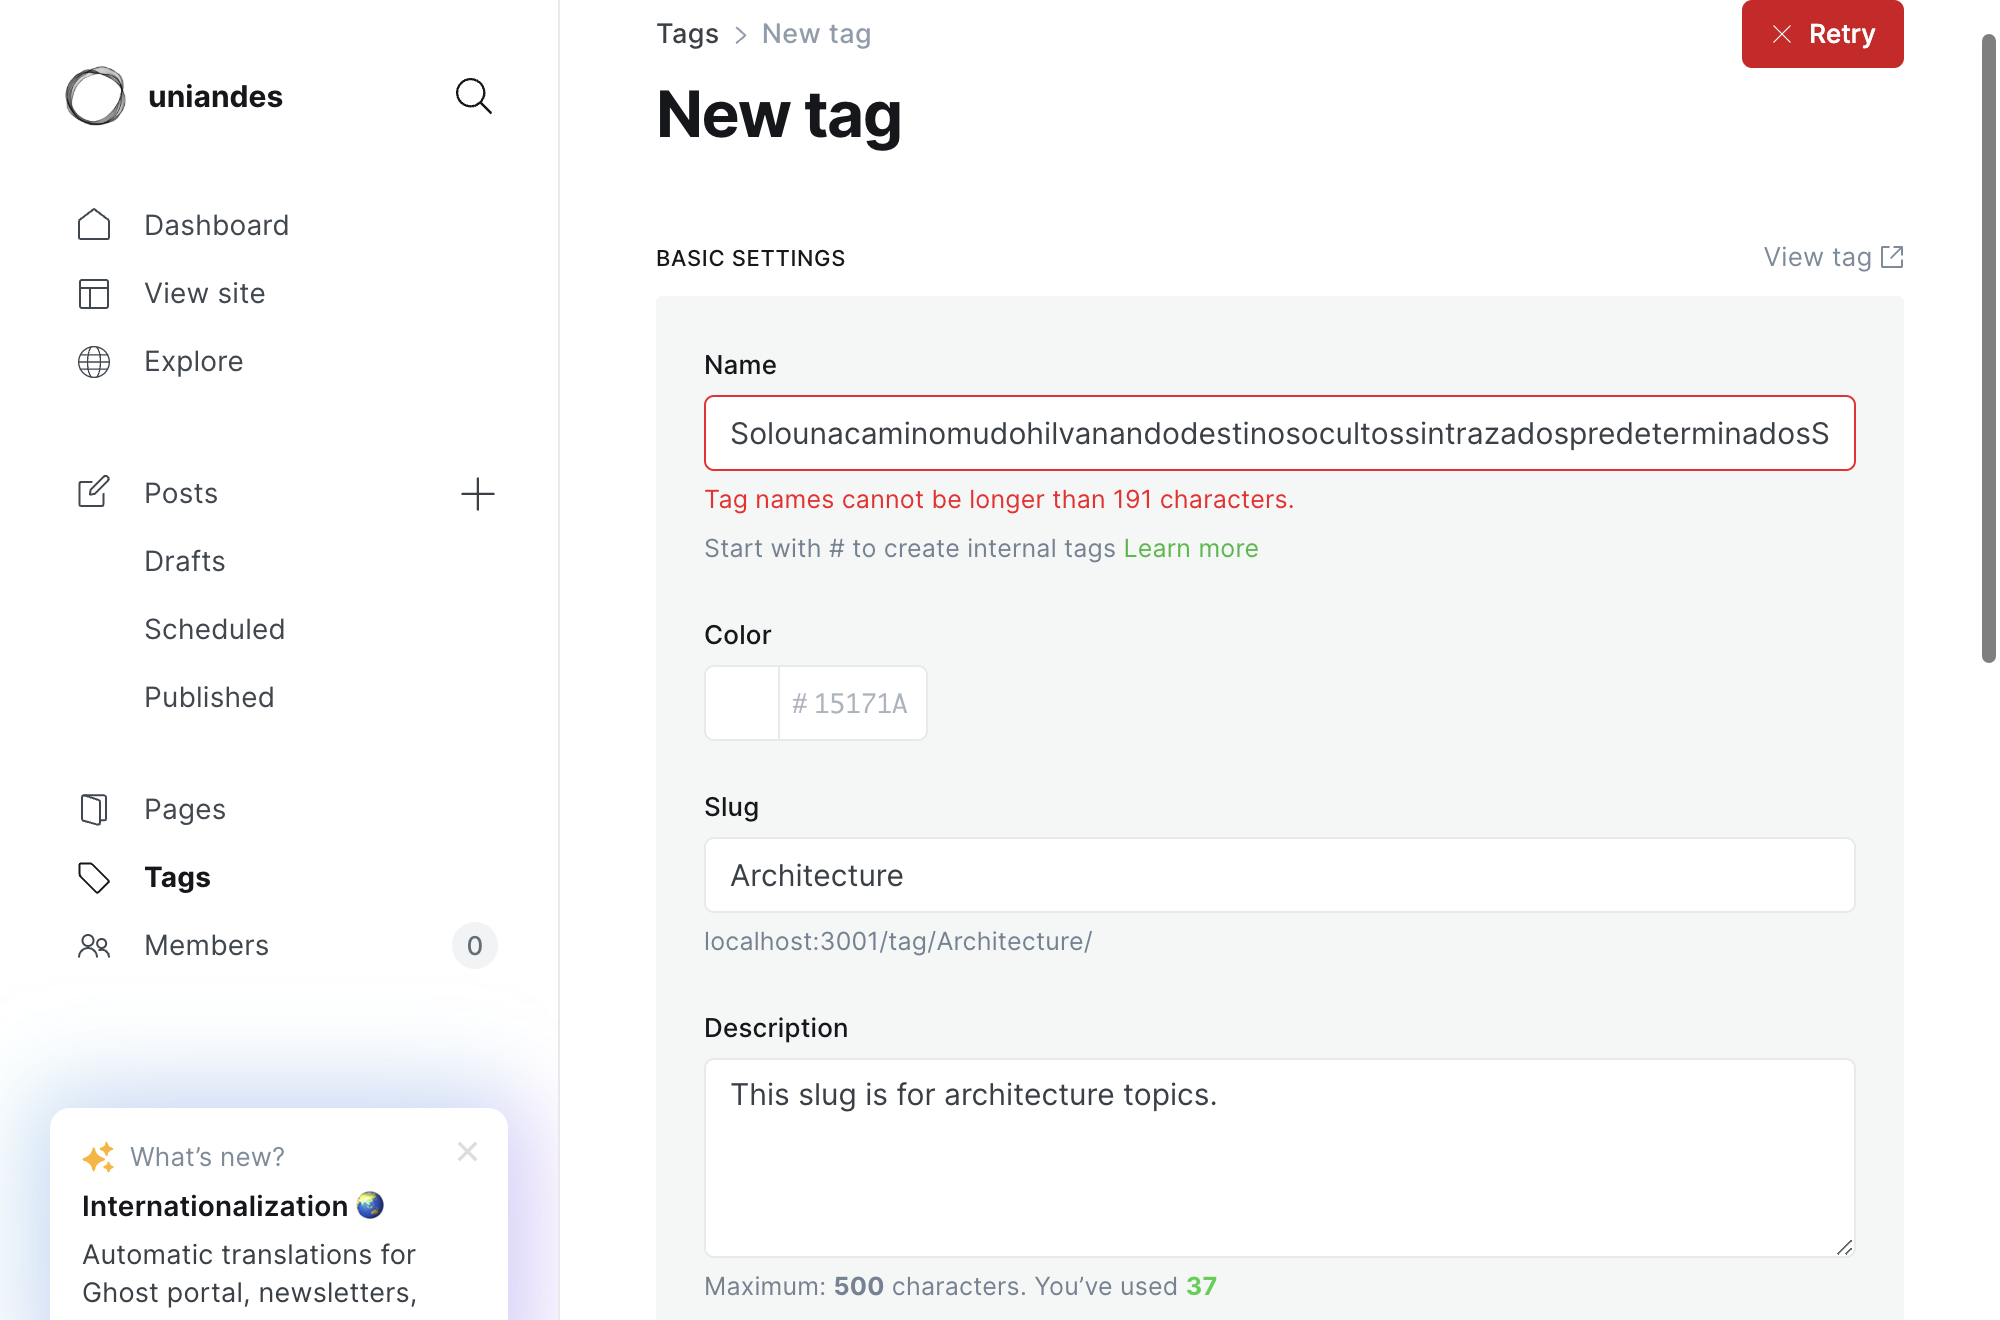 uniandes
Dashboard
View site
Explore
Posts
Drafts
Scheduled
Published
Pages
Tags
Members
0
What’s new?
Internationalization
Automatic translations for
Ghost portal, newsletters,
Tags > New tag
Retry
New tag
BASIC SETTINGS
View tag
Name
SolounacaminomudohilvanandodestinosocultossintrazadospredeterminadosS
Tag names cannot be longer than 191 characters.
Start with # to create internal tags Learn more
Color
# 15171A
Slug
Architecture
localhost:3001/tag/Architecture/
Description
This slug is for architecture topics.
Maximum: 500 characters. You’ve used 37